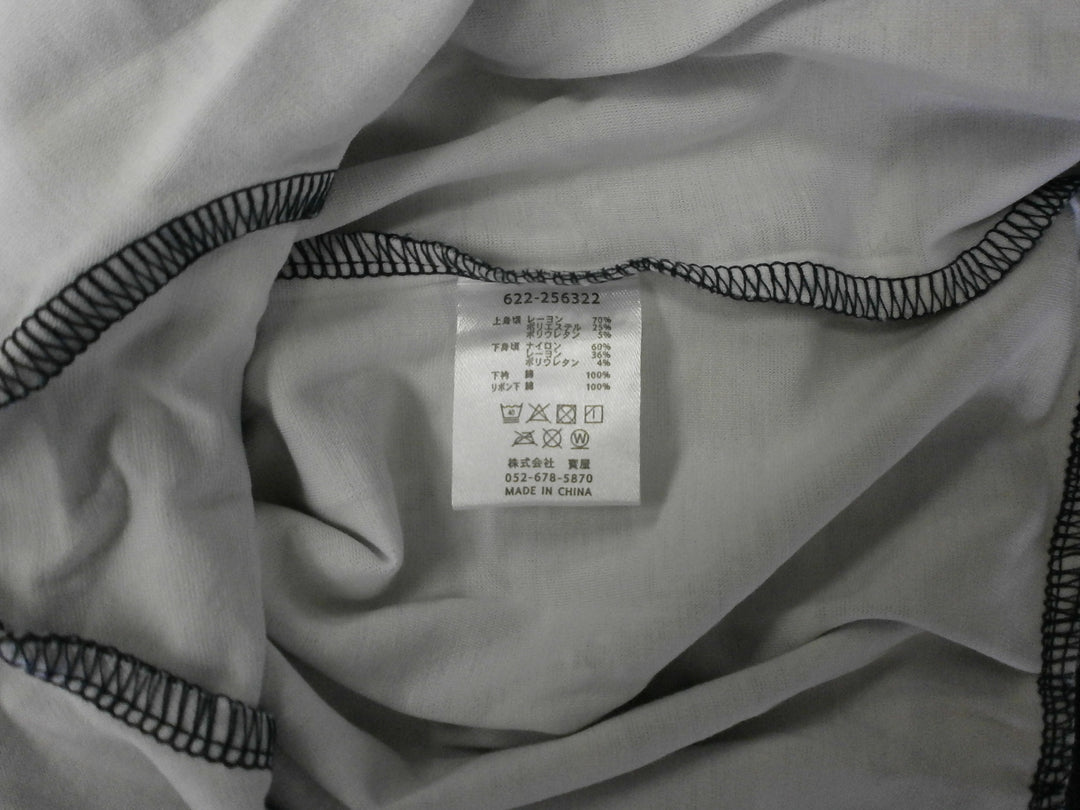 622-256322
上身頃 レーヨン 70%
ポリエステル 25%
ポリウレタン 5%
下身頃 ナイロン 60%
レーヨン 36%
ポリウレタン 4%
下衿 綿 100%
リボン下 綿 100%
40
W
株式会社 寳屋
052-678-5870
MADE IN CHINA